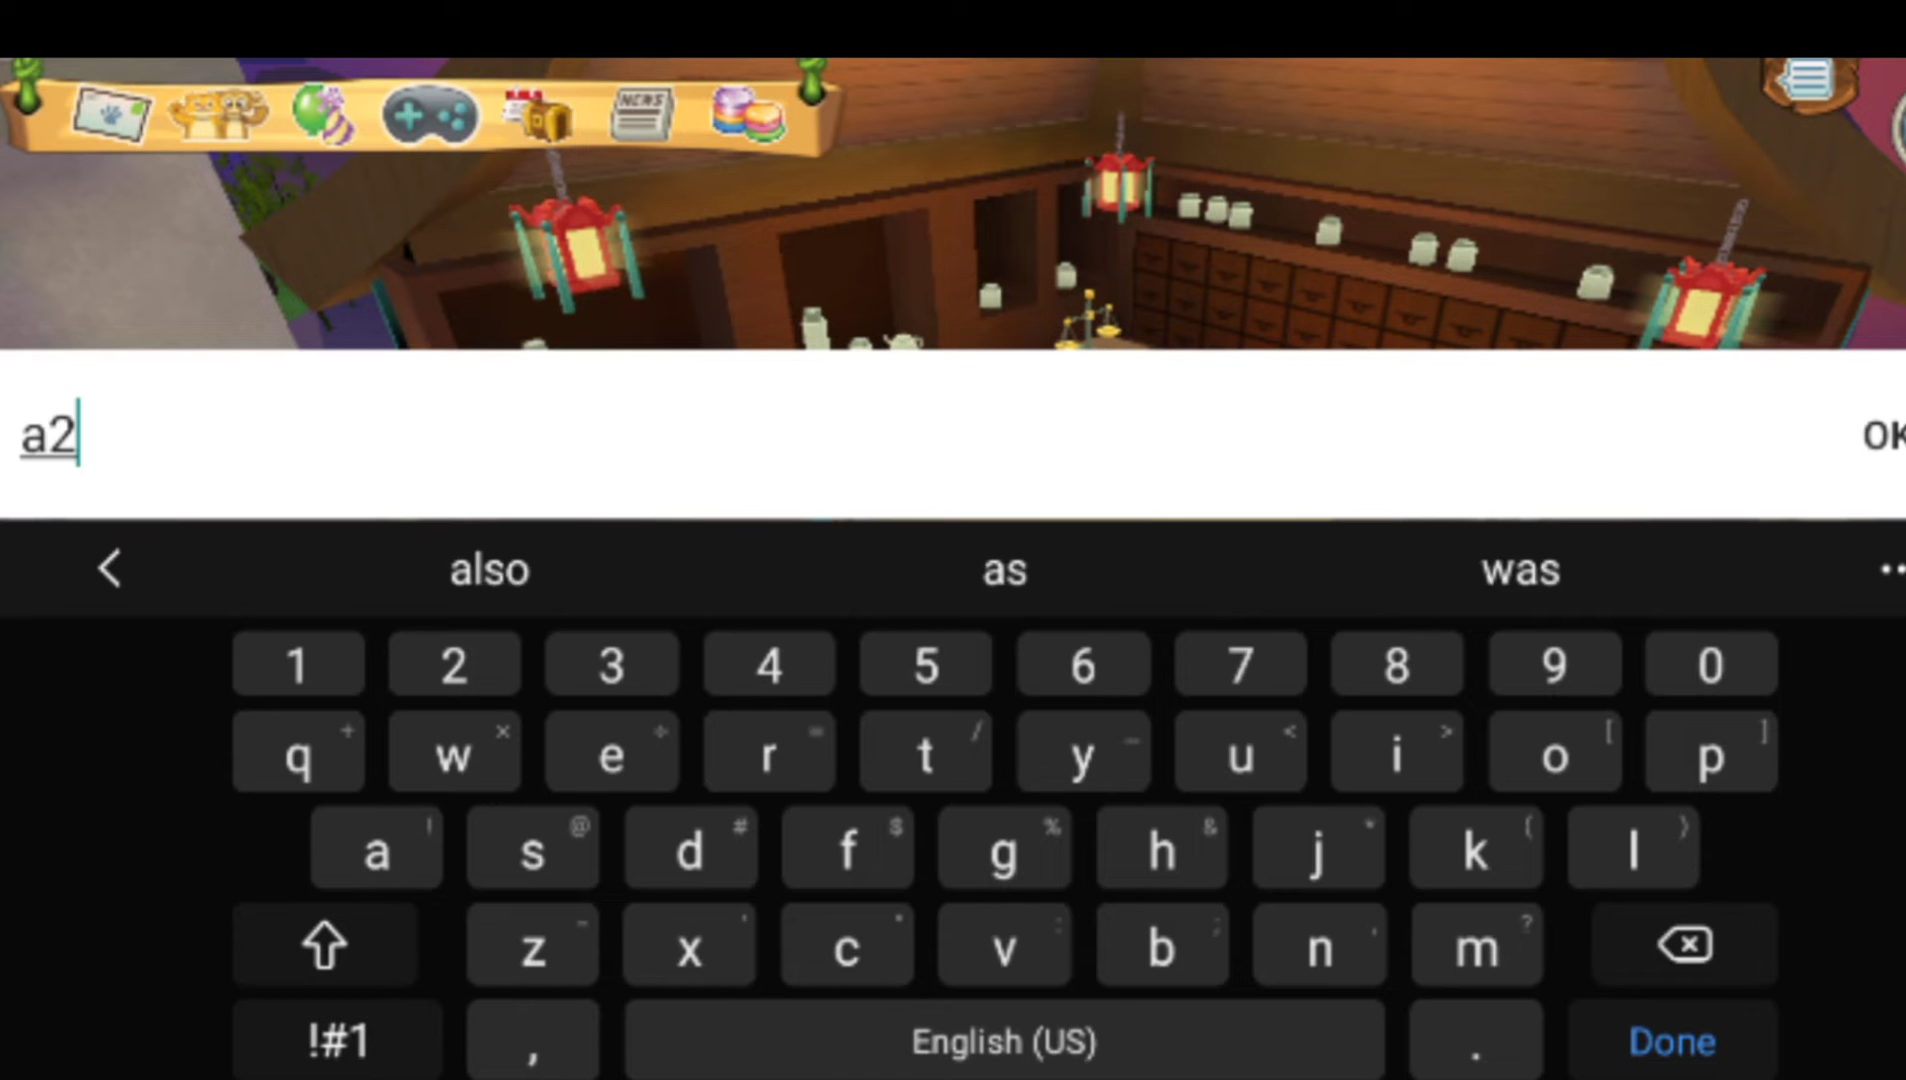 NEWS
a2
OK
also as was
1 2 3 4 5 6 7 8 9 0
q + w × e ÷ r = t / y _ u < i > o [ p ]
a ! s @ d # f $ g % h & j * k ( l )
z - x ' c " v : b ; n , m ?
!#1 , English (US) . Done